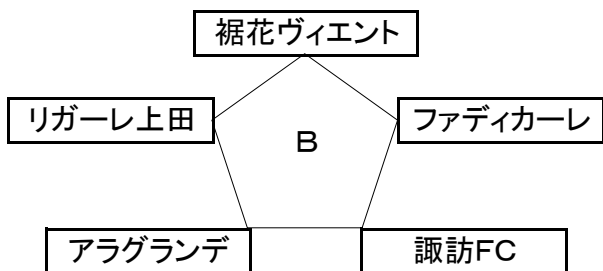 裾花ヴィエント
リガーレ上田
ファディカーレ
B
アラグランデ
諏訪FC